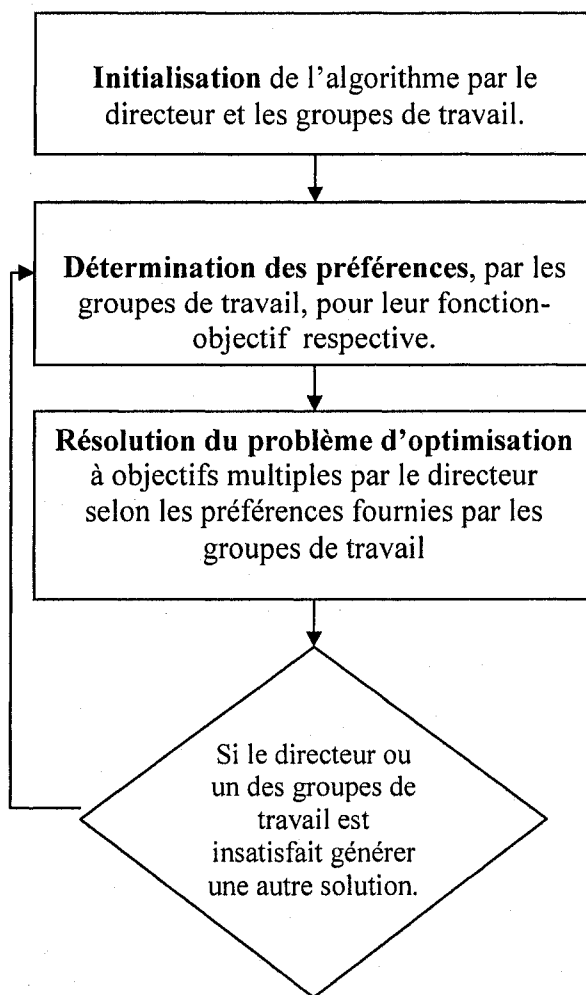 Initialisation de l'algorithme par le
directeur et les groupes de travail.
Détermination des préférences, par les
groupes de travail, pour leur fonction-
objectif respective.
Résolution du problème d'optimisation
à objectifs multiples par le directeur
selon les préférences fournies par les
groupes de travail
Si le directeur ou
un des groupes de
travail est
insatisfait générer
une autre solution.